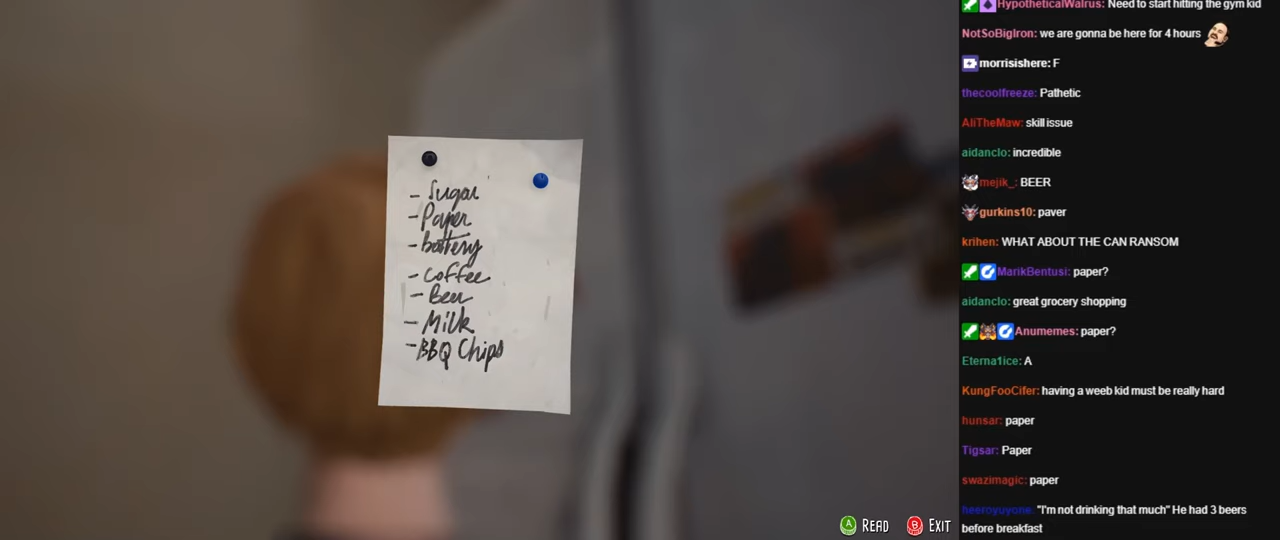 - Sugar
- Paper
- battery
- Coffee
- Beer
- Milk
- BBQ Chips
A READ B EXIT
HypotheticalWalrus: Need to start hitting the gym kid
NotSoBigIron: we are gonna be here for 4 hours
morrisishere: F
thecoolfreeze: Pathetic
AliTheMaw: skill issue
aidanclo: incredible
mejik_: BEER
gurkins10: paver
krihen: WHAT ABOUT THE CAN RANSOM
MarikBentusi: paper?
aidanclo: great grocery shopping
Anumemes: paper?
Eterna1ice: A
KungFooCifer: having a weeb kid must be really hard
hunsar: paper
Tigsar: Paper
swazimagic: paper
heeroyuyone: "I'm not drinking that much" He had 3 beers
before breakfast